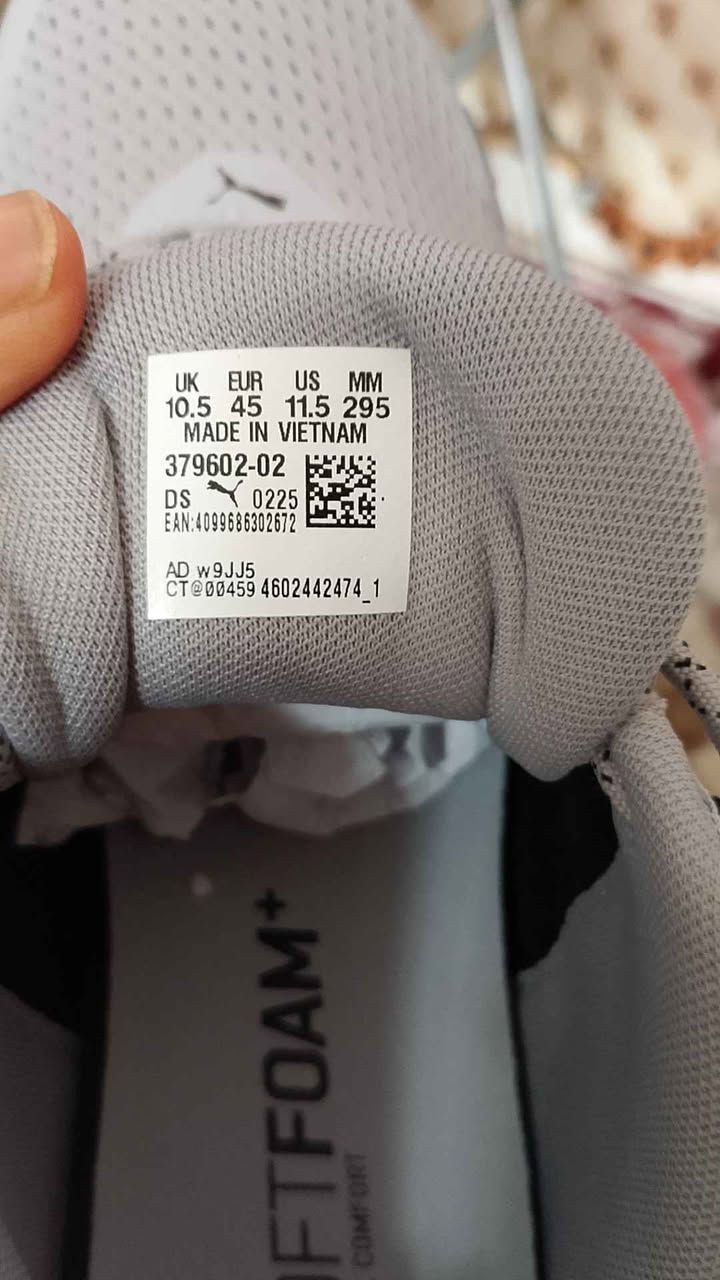 UK EUR US MM
10.5 45 11.5 295
MADE IN VIETNAM
379602-02
DS 0225
EAN:4099686302672
AD w9JJ5
CT@00459 4602442474_1
FTFOAM+
COMFORT